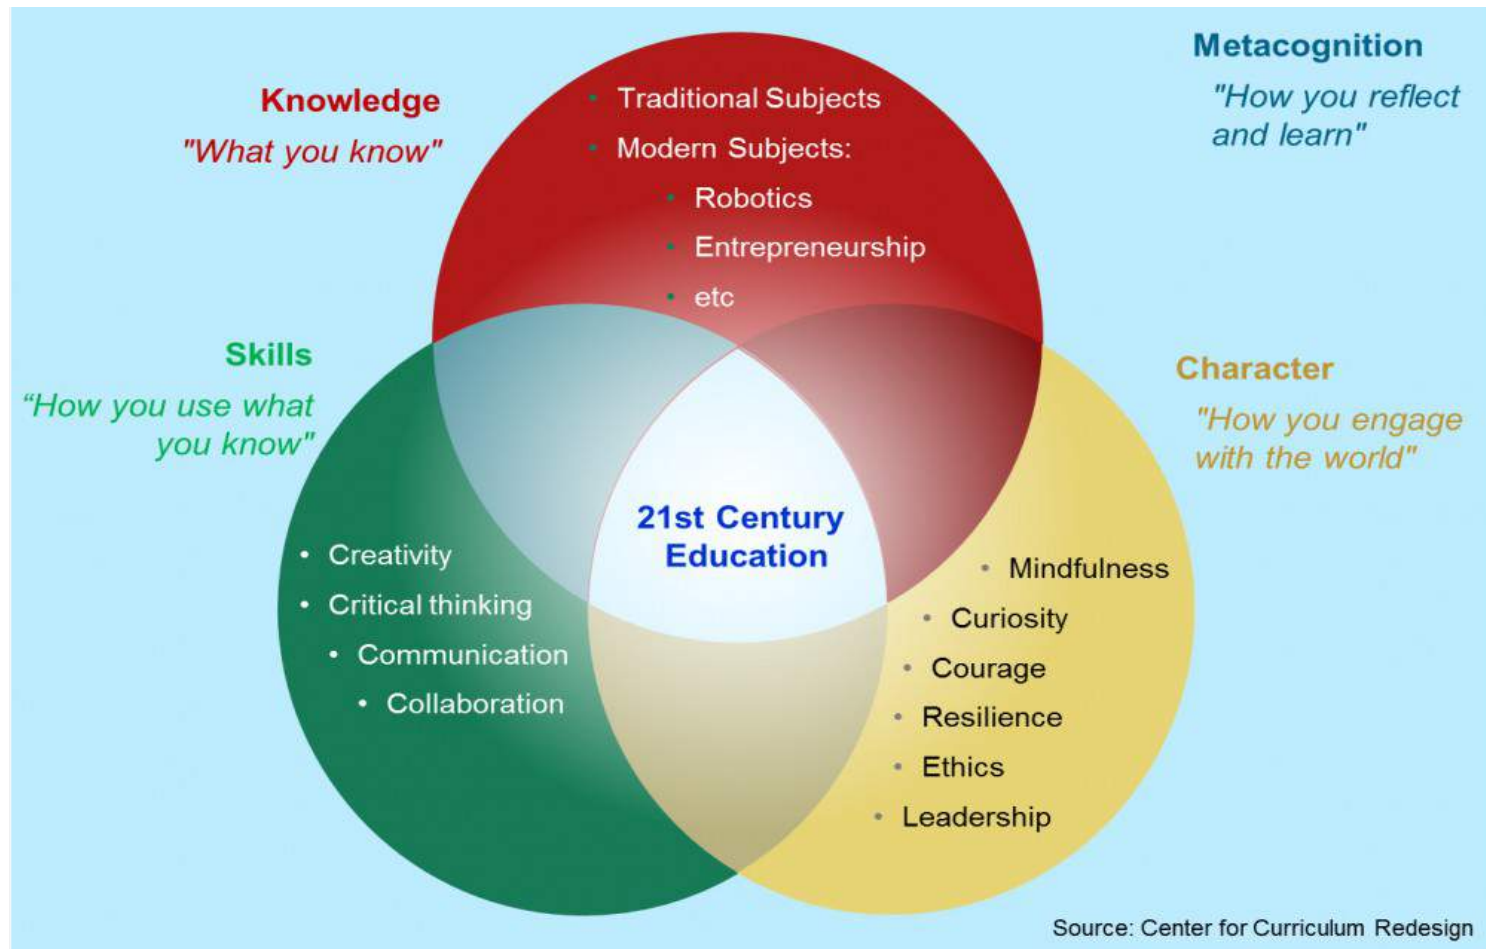 Metacognition
"How you reflect
and learn"
Knowledge
"What you know"
• Traditional Subjects
• Modern Subjects:
• Robotics
• Entrepreneurship
• etc
Skills
“How you use what
you know"
Character
"How you engage
with the world"
21st Century
Education
• Creativity
• Critical thinking
• Communication
• Collaboration
• Mindfulness
• Curiosity
• Courage
• Resilience
• Ethics
• Leadership
Source: Center for Curriculum Redesign